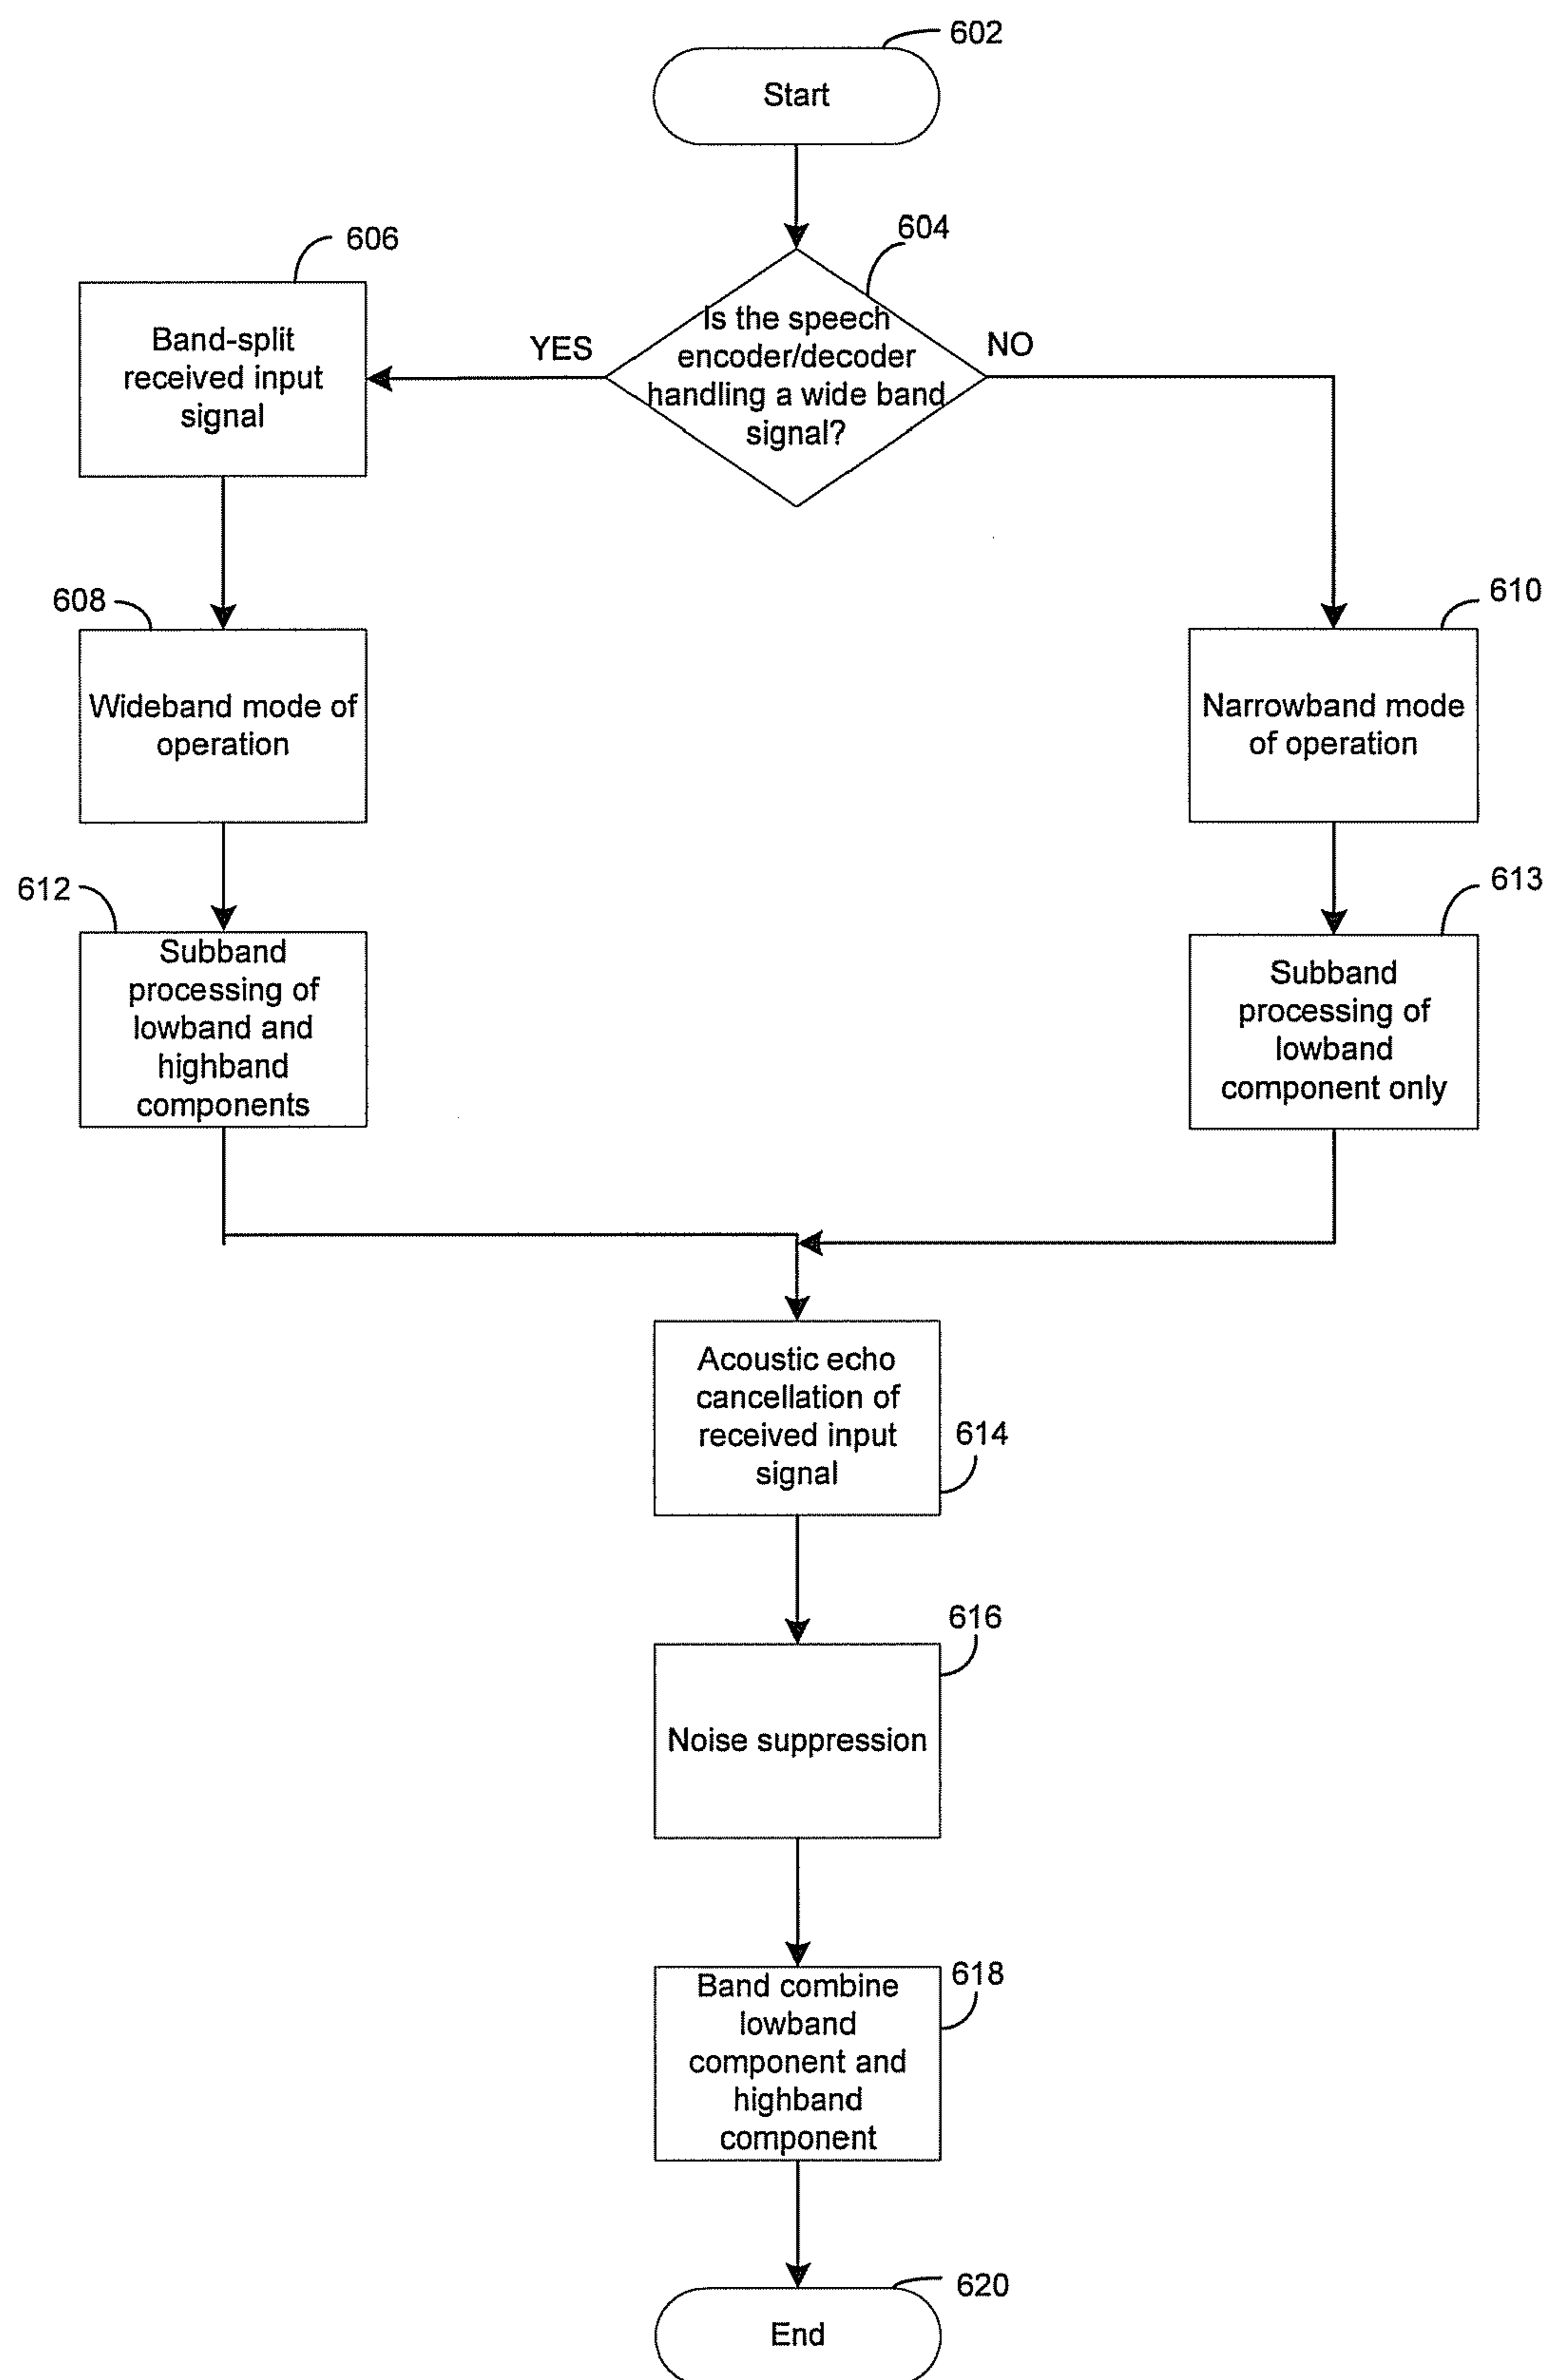 602
Start
604
606
Is the speech
encoder/decoder
handling a wide band
signal?
YES
NO
Band-split
received input
signal
608
610
Wideband mode of
operation
Narrowband mode
of operation
612
613
Subband
processing of
lowband and
highband
components
Subband
processing of
lowband
component only
Acoustic echo
cancellation of
received input
signal
614
616
Noise suppression
618
Band combine
lowband
component and
highband
component
620
End